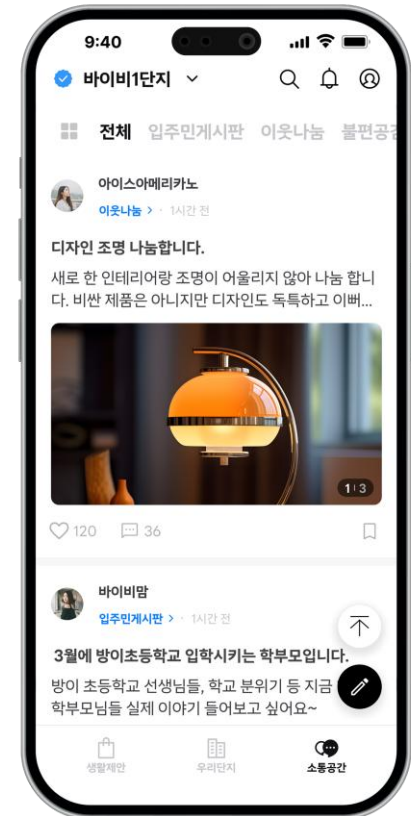 9:40
바이비1단지
전체 입주민게시판 이웃나눔 불편공감
아이스아메리카노
이웃나눔 > · 1시간 전
디자인 조명 나눔합니다.
새로 한 인테리어랑 조명이 어울리지 않아 나눔 합니
다. 비싼 제품은 아니지만 디자인도 독특하고 이뻐...
1 | 3
120 36
바이비맘
입주민게시판 > · 1시간 전
3월에 방이초등학교 입학시키는 학부모입니다.
방이 초등학교 선생님들, 학교 분위기 등 지금
학부모님들 실제 이야기 들어보고 싶어요~
생활제안 우리단지 소통공간